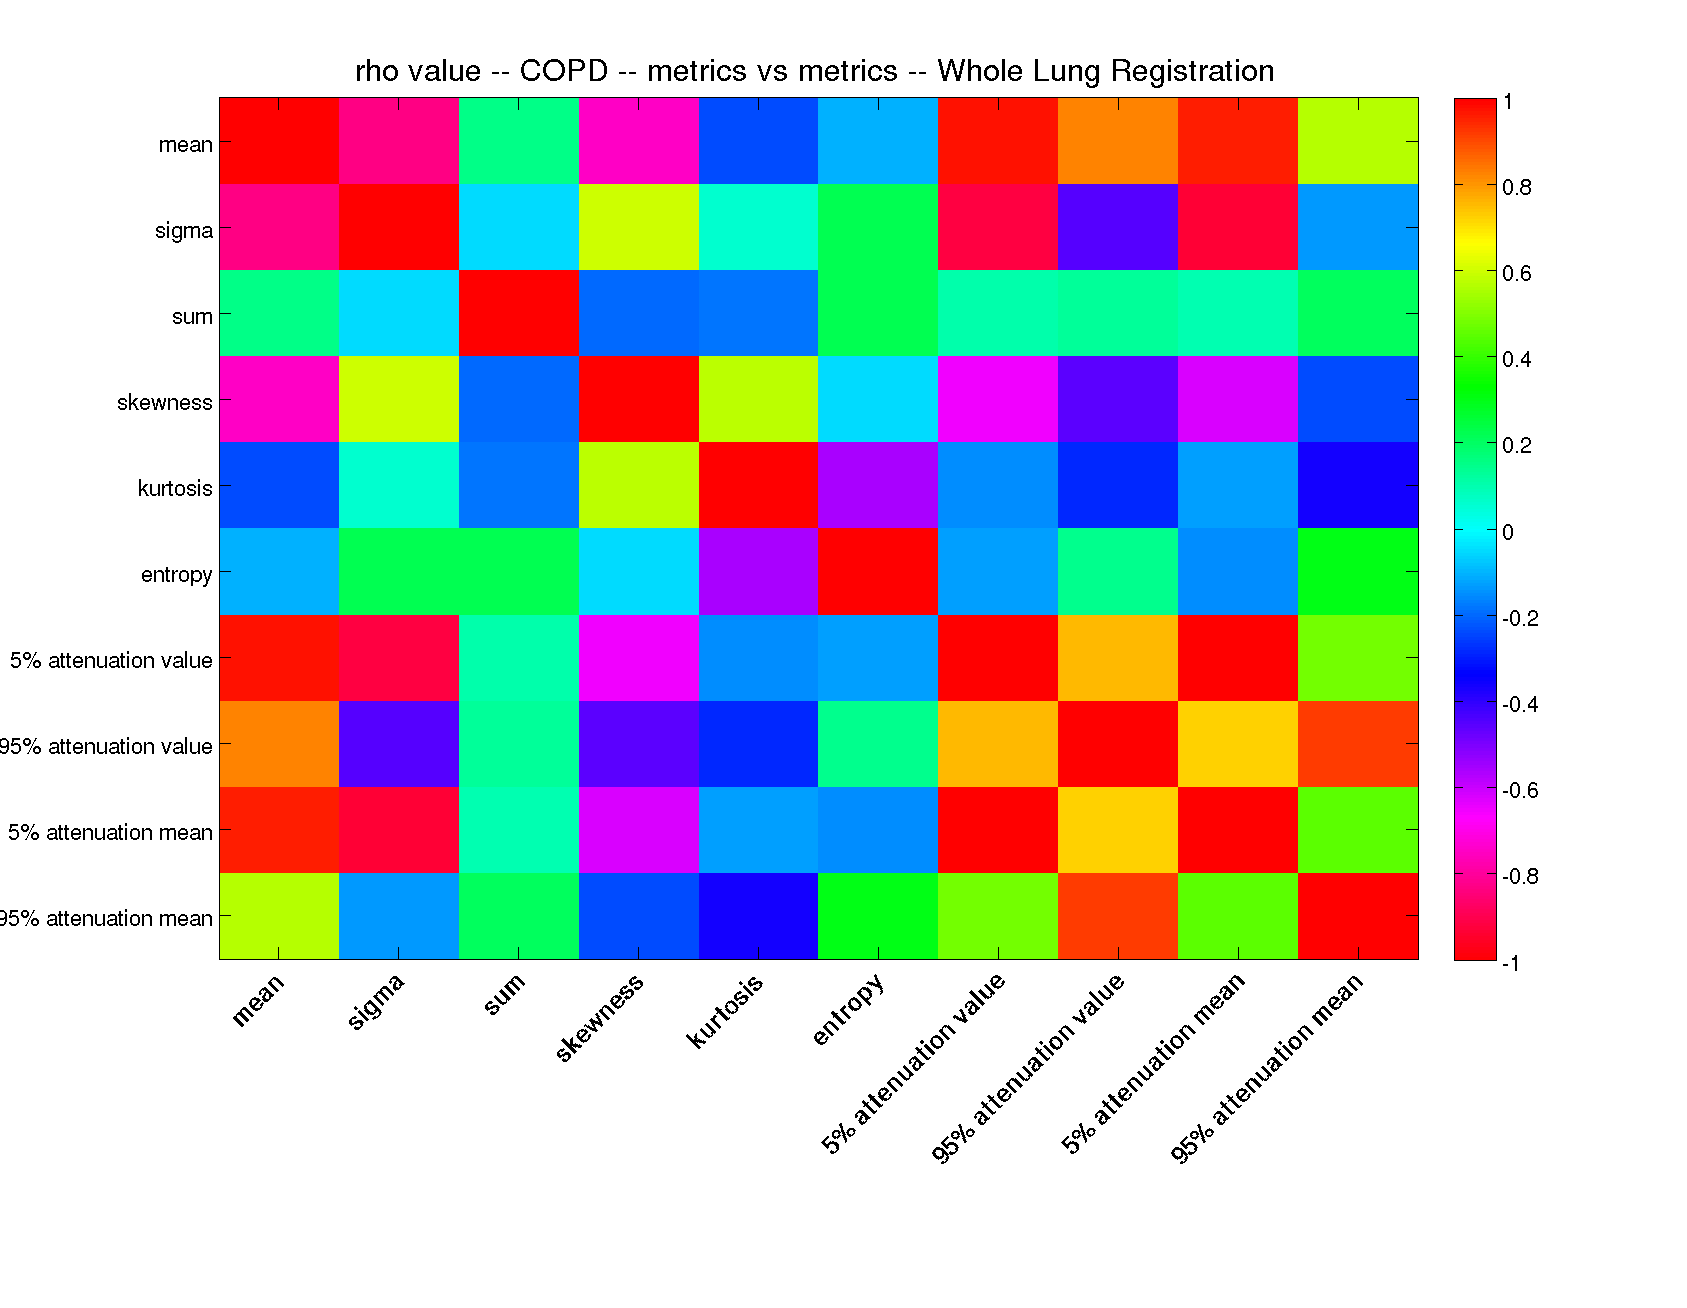 rho value -- COPD -- metrics vs metrics -- Whole Lung Registration
mean
sigma
sum
skewness
kurtosis
entropy
5% attenuation value
95% attenuation value
5% attenuation mean
95% attenuation mean
mean
sigma
sum
skewness
kurtosis
entropy
5% attenuation value
95% attenuation value
5% attenuation mean
95% attenuation mean
1
0.8
0.6
0.4
0.2
0
-0.2
-0.4
-0.6
-0.8
-1